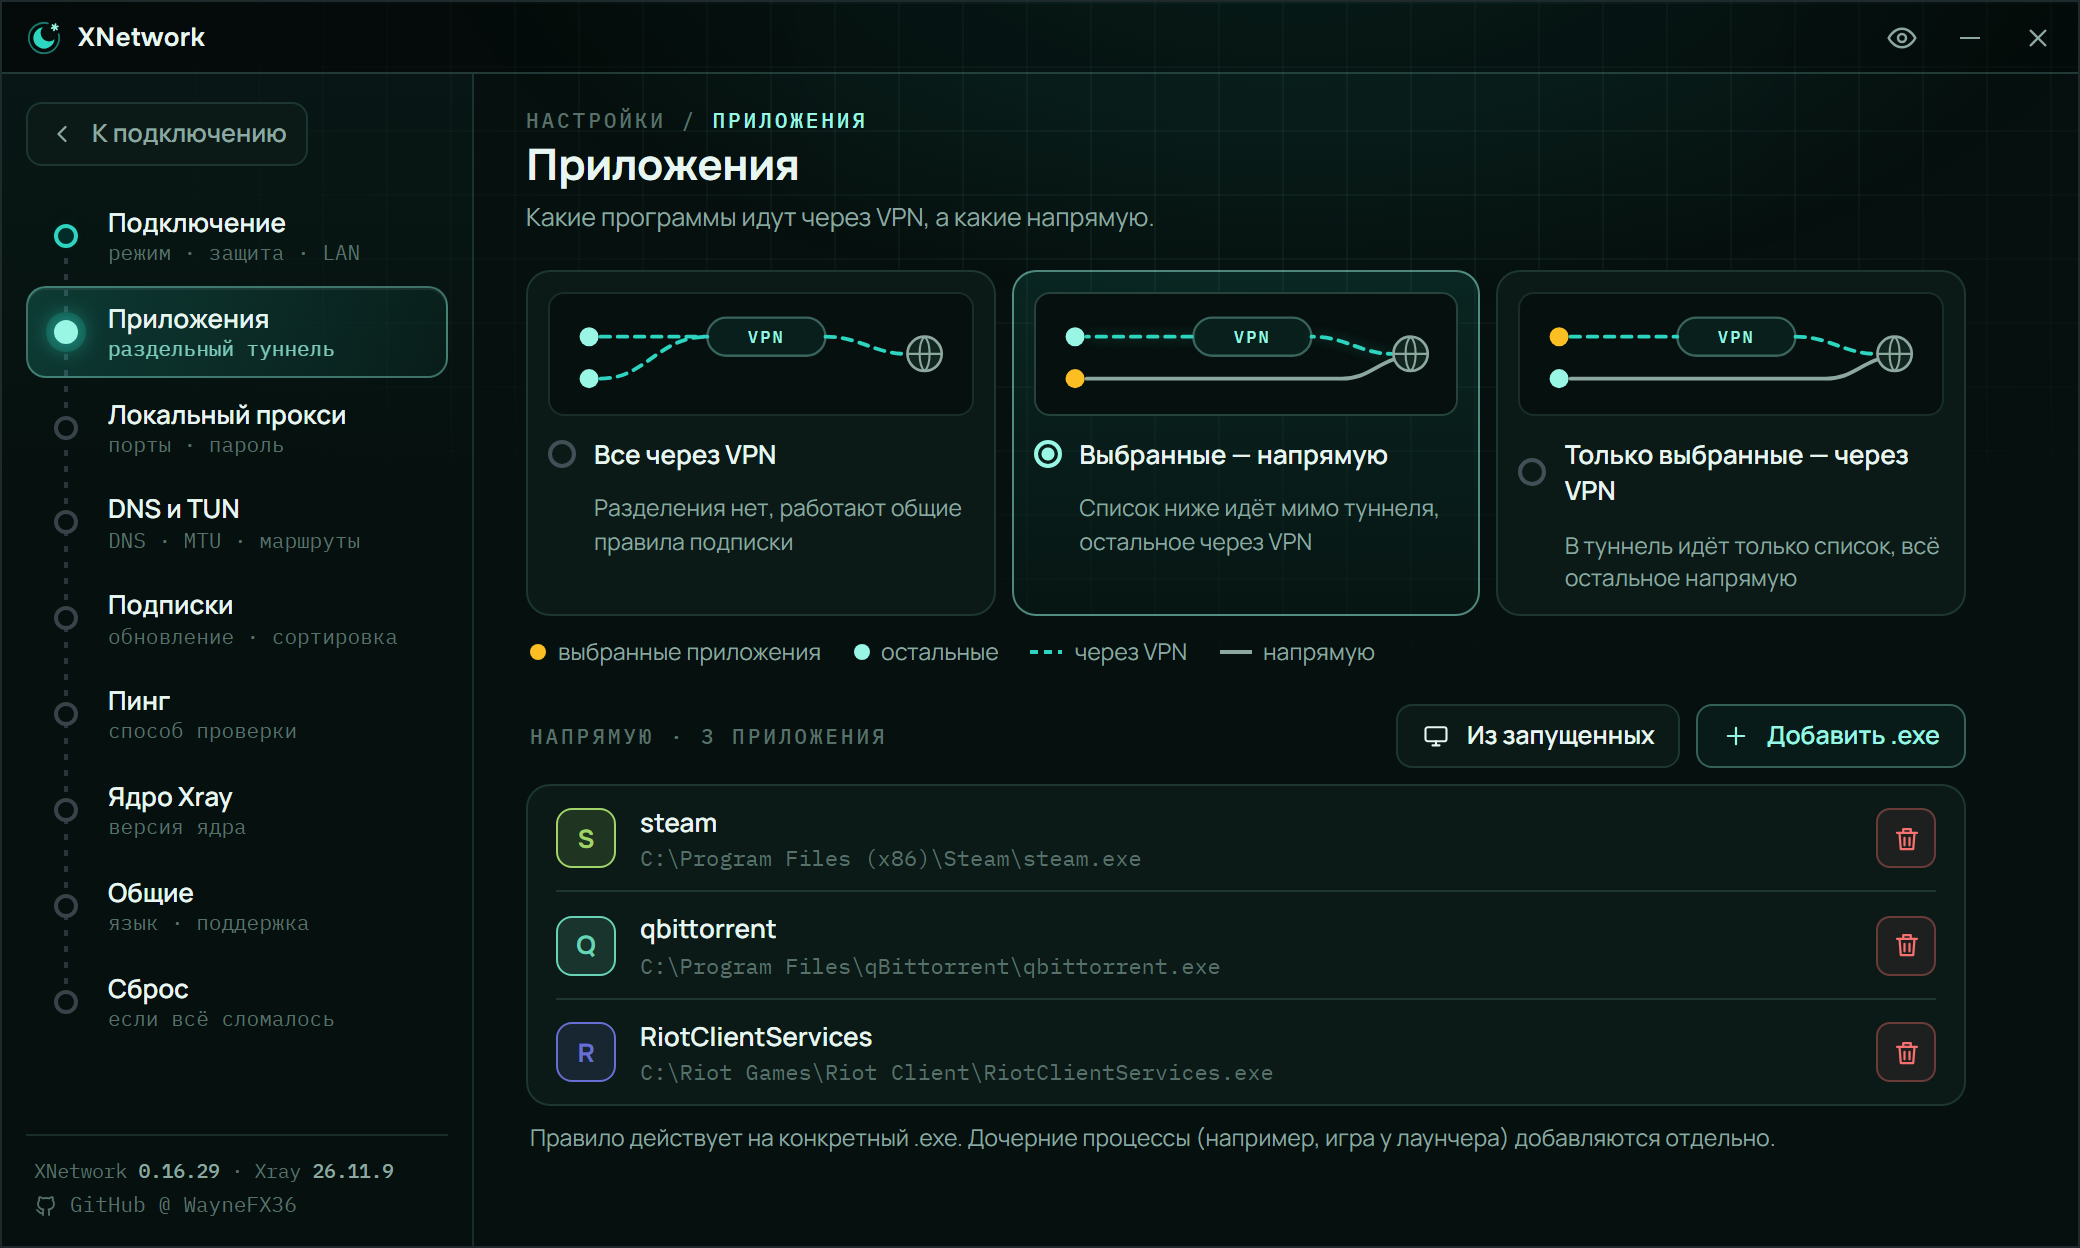 XNetwork
К подключению
Подключение
режим · защита · LAN
Приложения
раздельный туннель
Локальный прокси
порты · пароль
DNS и TUN
DNS · MTU · маршруты
Подписки
обновление · сортировка
Пинг
способ проверки
Ядро Xray
версия ядра
Общие
язык · поддержка
Сброс
если всё сломалось
XNetwork 0.16.29 · Xray 26.11.9
GitHub @ WayneFX36
НАСТРОЙКИ / ПРИЛОЖЕНИЯ
Приложения
Какие программы идут через VPN, а какие напрямую.
VPN
Все через VPN
Разделения нет, работают общие
правила подписки
VPN
Выбранные — напрямую
Список ниже идёт мимо туннеля,
остальное через VPN
VPN
Только выбранные — через
VPN
В туннель идёт только список, всё
остальное напрямую
выбранные приложения остальные через VPN напрямую
НАПРЯМУЮ · 3 ПРИЛОЖЕНИЯ
Из запущенных
Добавить .exe
S
steam
C:\Program Files (x86)\Steam\steam.exe
Q
qbittorrent
C:\Program Files\qBittorrent\qbittorrent.exe
R
RiotClientServices
C:\Riot Games\Riot Client\RiotClientServices.exe
Правило действует на конкретный .exe. Дочерние процессы (например, игра у лаунчера) добавляются отдельно.